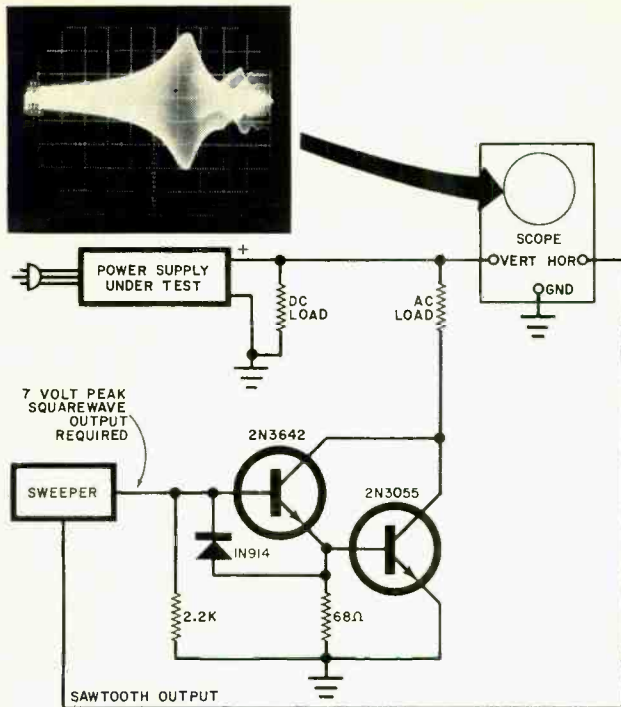 SCOPE
VERT HOR
GND
+
POWER SUPPLY
UNDER TEST
DC
LOAD
AC
LOAD
7 VOLT PEAK
SQUAREWAVE
OUTPUT
REQUIRED
2N3642
2N3055
SWEEPER
1N914
2.2K
68Ω
SAWTOOTH OUTPUT